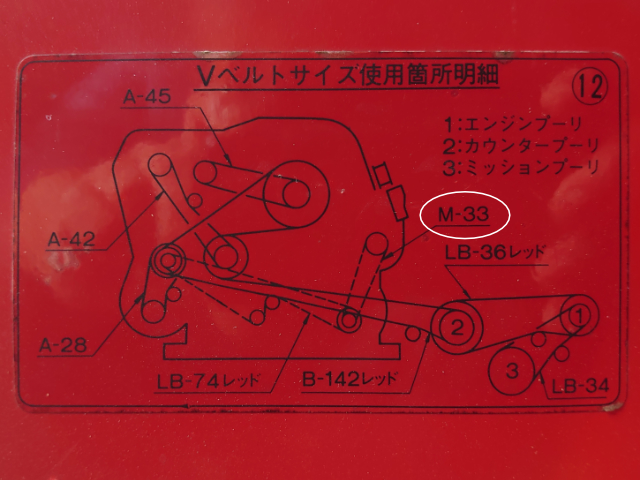 Vベルトサイズ使用箇所明細
12
A-45
1:エンジンプーリ
2:カウンタープーリ
3:ミッションプーリ
M-33
A-42
LB-36レッド
2
1
3
A-28
LB-74レッド
B-142レッド
LB-34